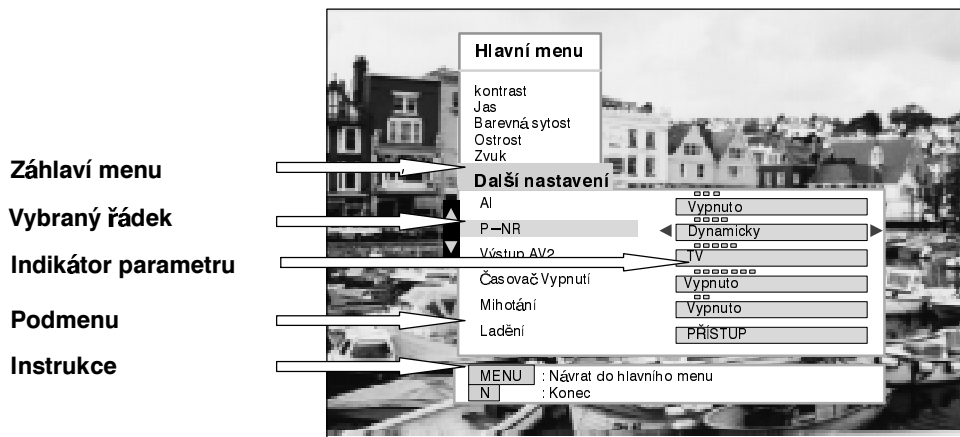 Hlavní menu
kontrast
Jas
Barevná sytost
Ostrost
Zvuk
Další nastavení
AI Vypnuto
P–NR Dynamicky
Výstup AV2 TV
Časovač Vypnutí Vypnuto
Mihotání Vypnuto
Ladění PŘÍSTUP
MENU : Návrat do hlavního menu
N : Konec
Záhlaví menu
Vybraný řádek
Indikátor parametru
Podmenu
Instrukce